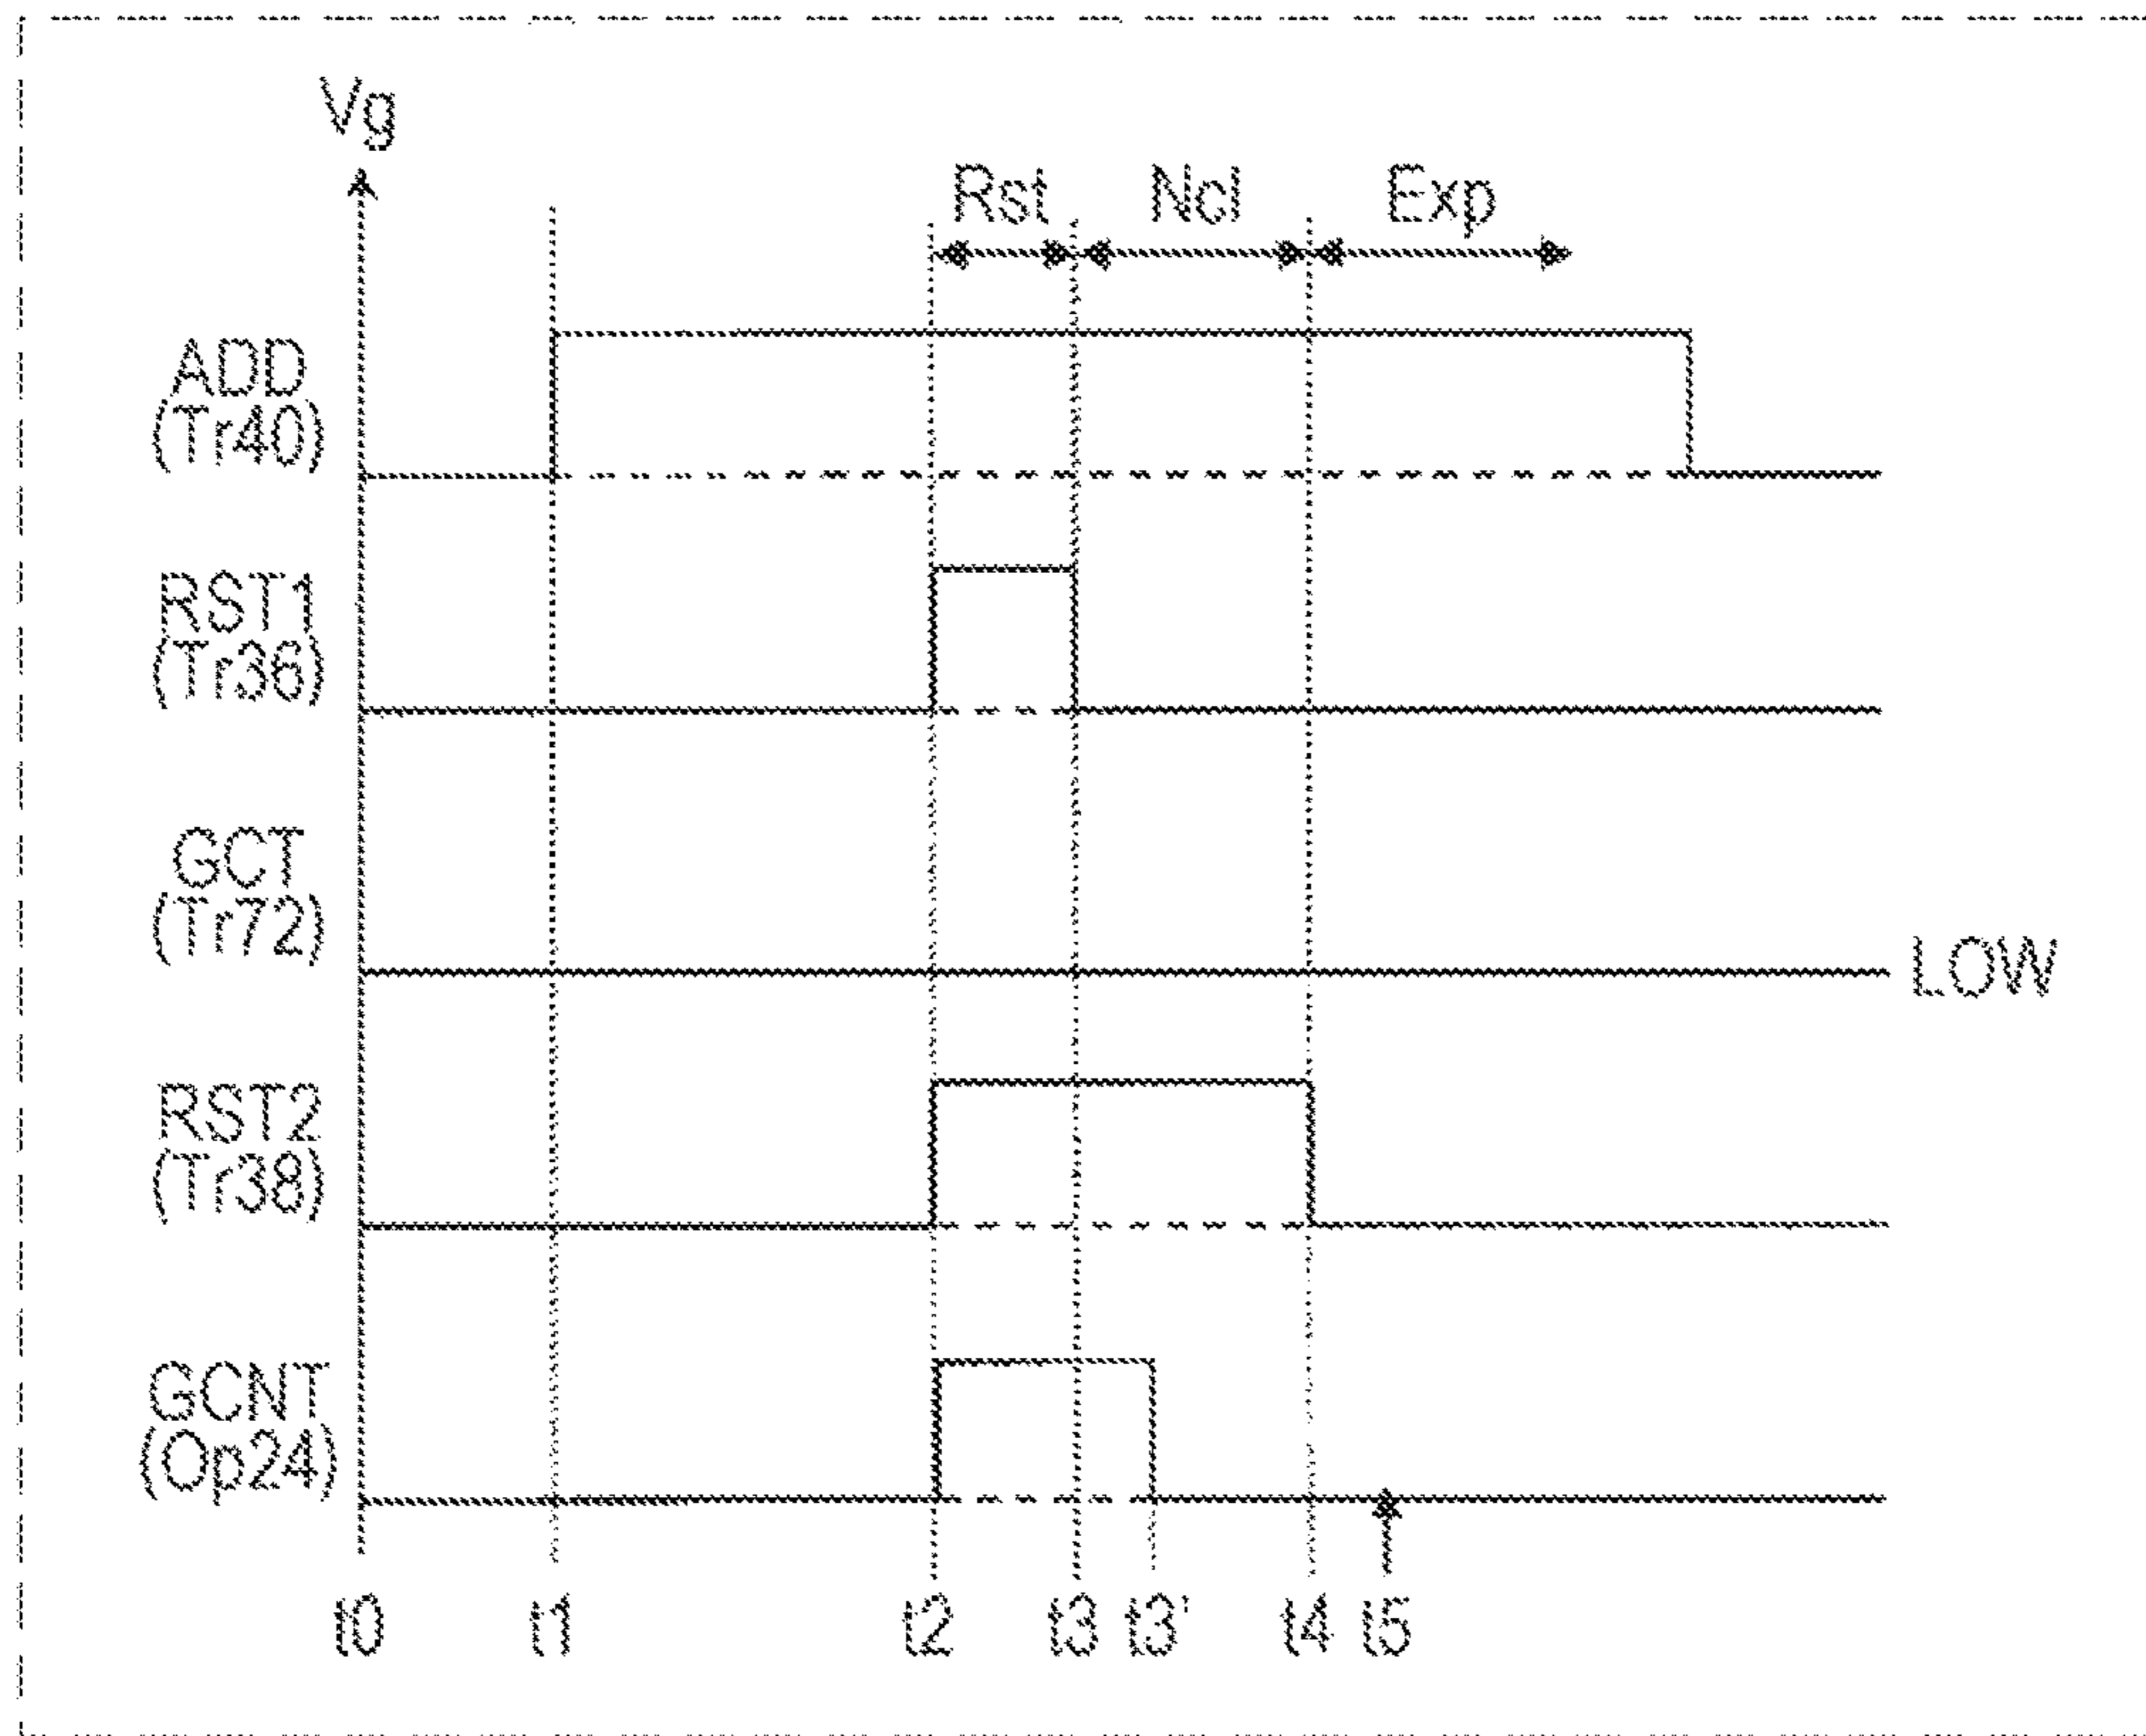 Vg
Rst Ncl Exp
ADD
(Tr40)
RST1
(Tr36)
GCT
(Tr72)
LOW
RST2
(Tr38)
GCNT
(Op24)
t0 t1 t2 t3 t3' t4 t5